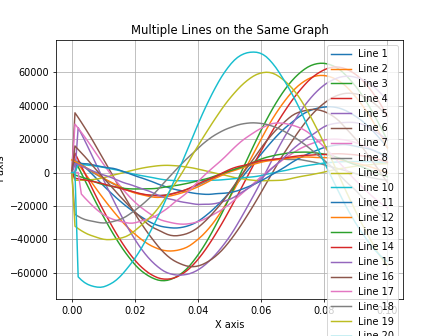 Multiple Lines on the Same Graph
60000
40000
20000
0
−20000
−40000
−60000
0.00
0.02
0.04
0.06
X axis
Line 1
Line 2
Line 3
Line 4
Line 5
Line 6
Line 7
Line 8
Line 9
Line 10
Line 11
Line 12
Line 13
Line 14
Line 15
Line 16
Line 17
Line 18
Line 19
Line 20